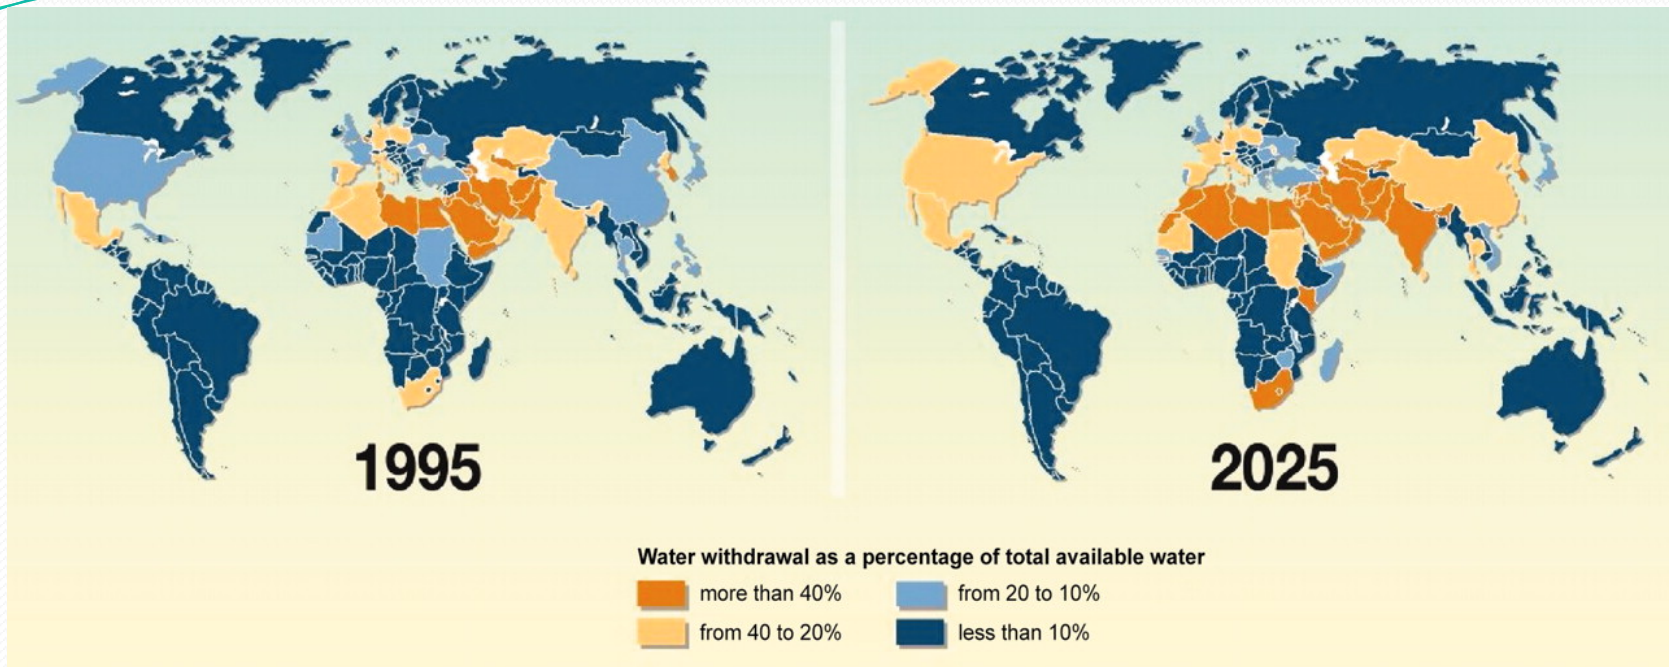 1995
2025
Water withdrawal as a percentage of total available water
more than 40%
from 20 to 10%
from 40 to 20%
less than 10%